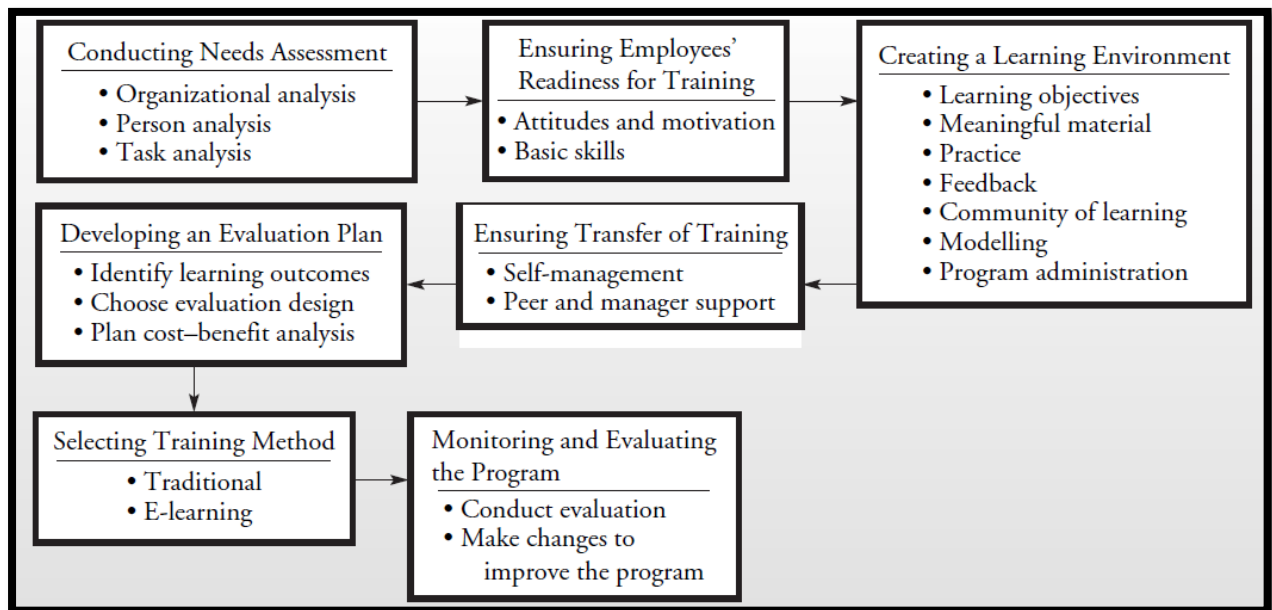 Conducting Needs Assessment
• Organizational analysis
• Person analysis
• Task analysis
Ensuring Employees’
Readiness for Training
• Attitudes and motivation
• Basic skills
Creating a Learning Environment
• Learning objectives
• Meaningful material
• Practice
• Feedback
• Community of learning
• Modelling
• Program administration
Ensuring Transfer of Training
• Self-management
• Peer and manager support
Developing an Evaluation Plan
• Identify learning outcomes
• Choose evaluation design
• Plan cost–benefit analysis
Selecting Training Method
• Traditional
• E-learning
Monitoring and Evaluating
the Program
• Conduct evaluation
• Make changes to
improve the program